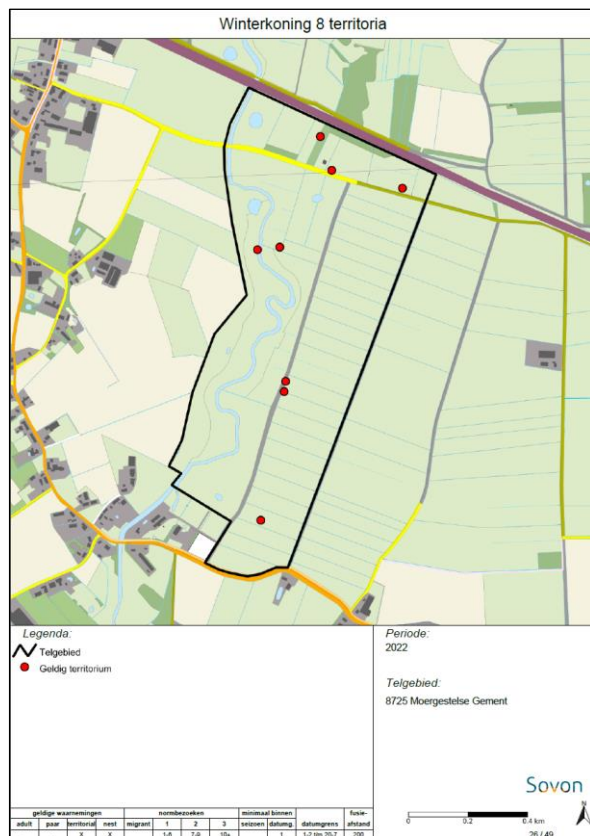 Winterkoning 8 territoria
Legenda:
Telgebied
Geldig territorium
Periode:
2022
Telgebied:
8725 Moergestelse Gement
Sovon
0 0.2 0.4 km
26 / 49
geldige waarnemingen normbezoeken minimaal binnen fusie-
adult paar territorial nest migrant 1 2 3 seizoen datumg. datumgrens afstand
X X 1-6 7-9 10+ 1 1-2 t/m 20-7 200